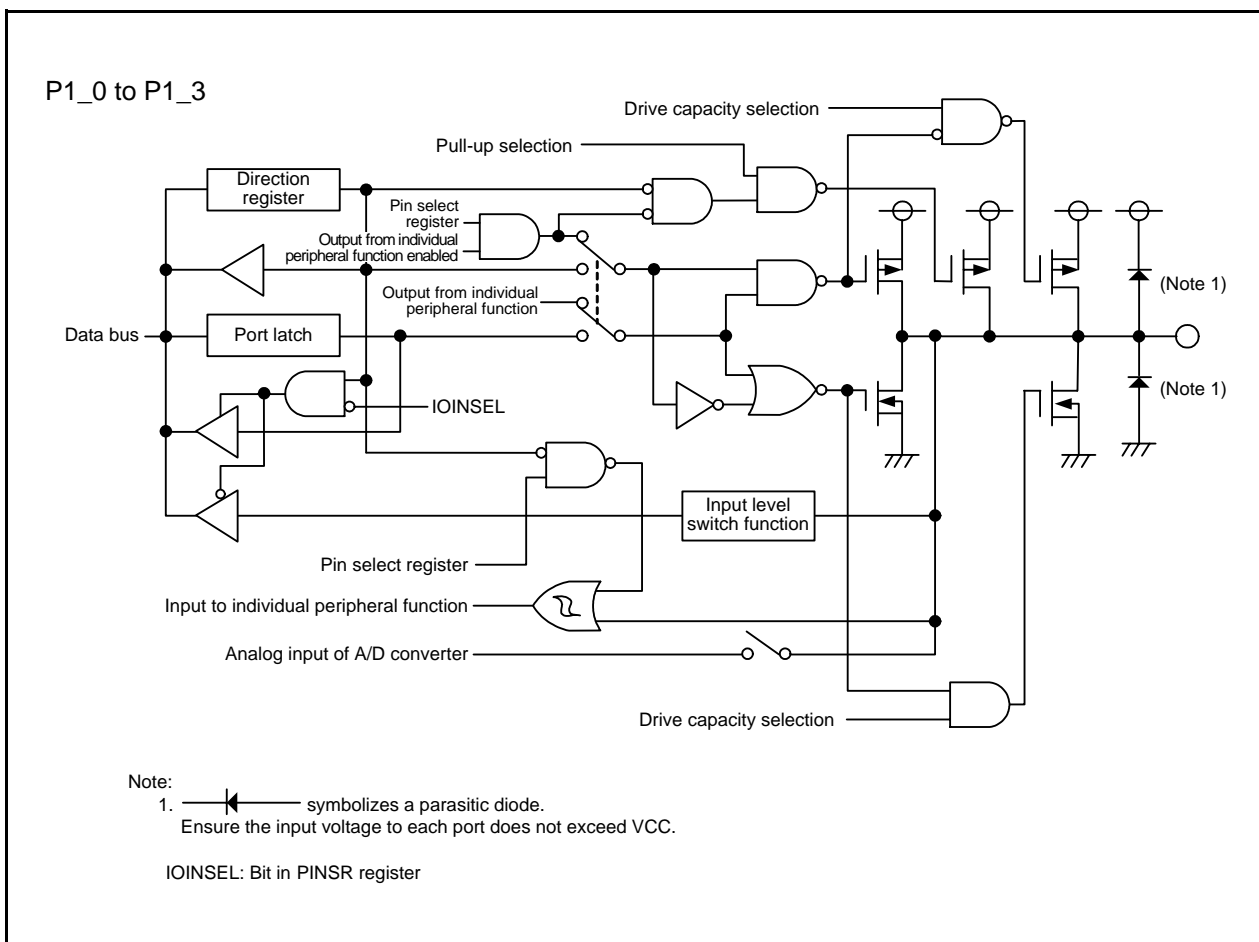 P1_0 to P1_3
Drive capacity selection
Pull-up selection
Direction
register
Pin select
register
Output from individual
peripheral function enabled
Output from individual
peripheral function
(Note 1)
Data bus
Port latch
(Note 1)
IOINSEL
Input level
switch function
Pin select register
Input to individual peripheral function
Analog input of A/D converter
Drive capacity selection
Note:
1. symbolizes a parasitic diode.
Ensure the input voltage to each port does not exceed VCC.
IOINSEL: Bit in PINSR register